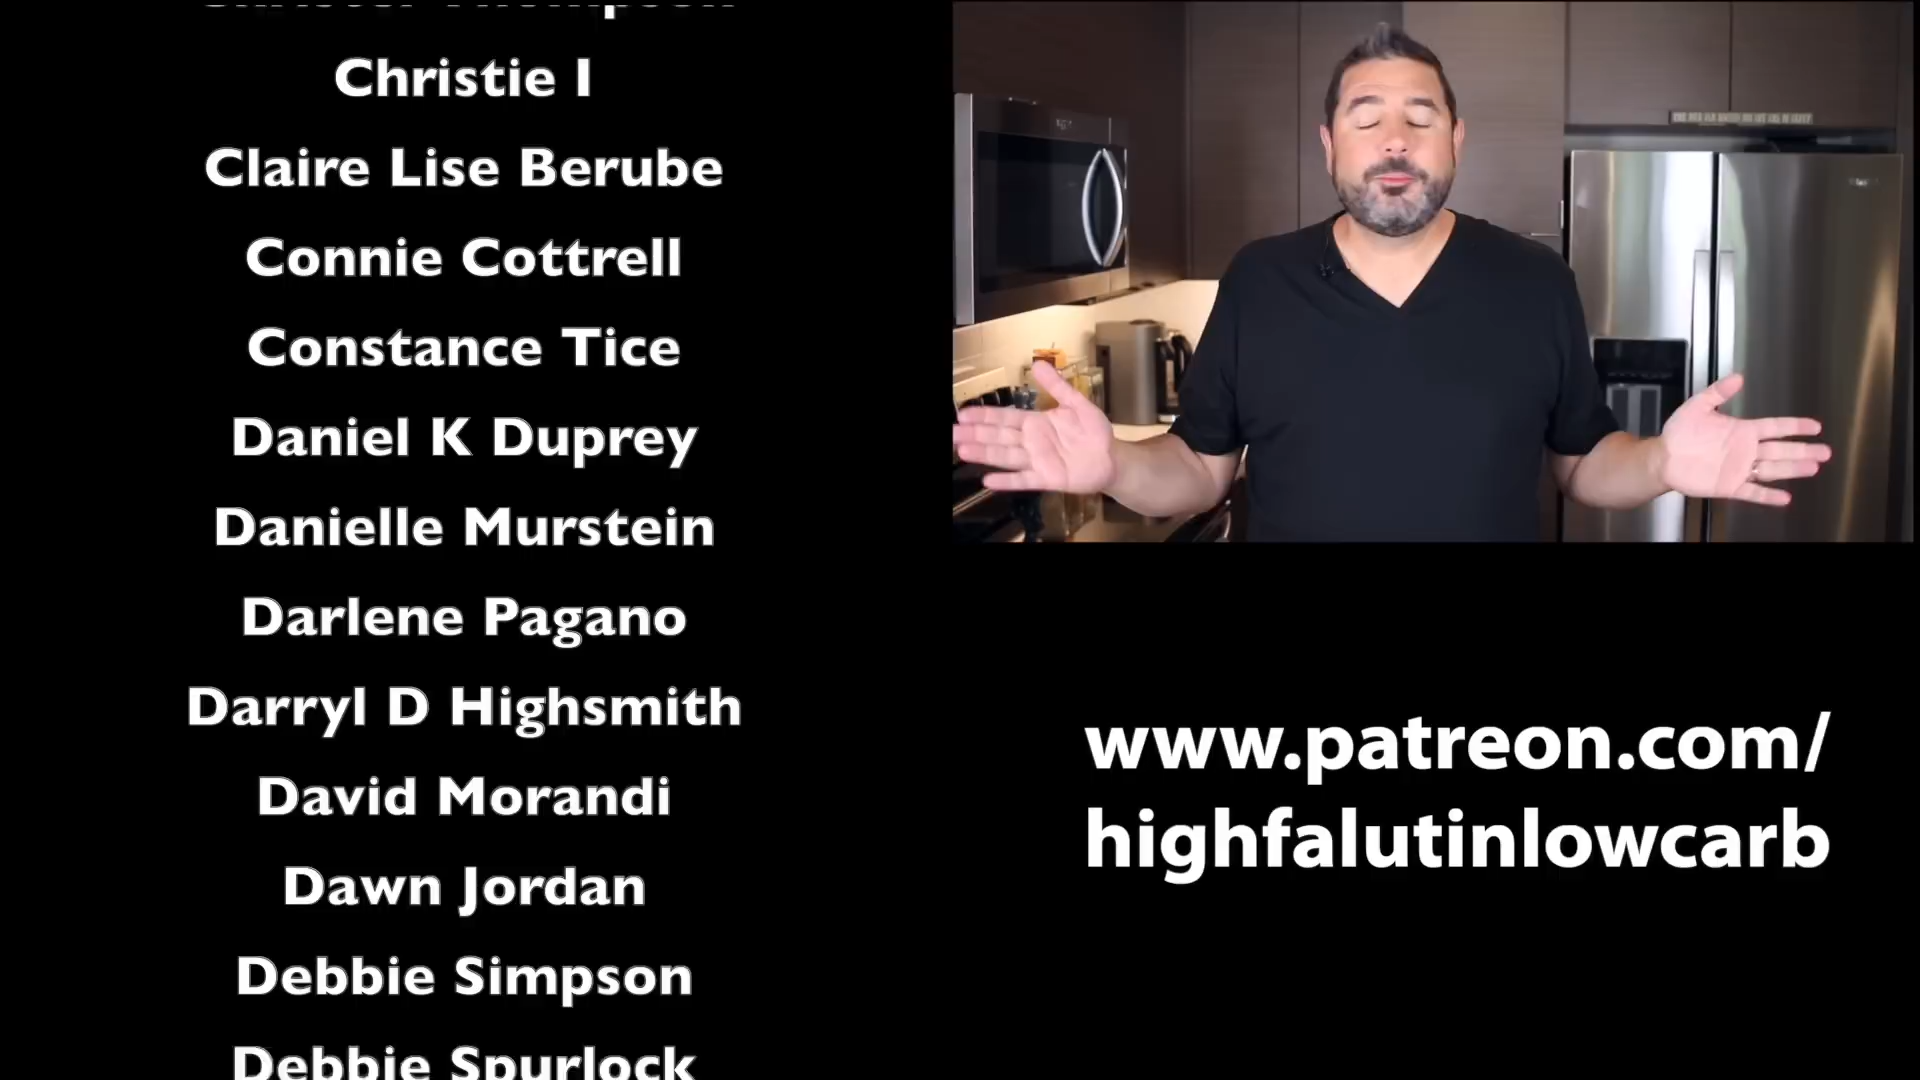 Christie I
Claire Lise Berube
Connie Cottrell
Constance Tice
Daniel K Duprey
Danielle Murstein
Darlene Pagano
Darryl D Highsmith
David Morandi
Dawn Jordan
Debbie Simpson
Debbie Spurlock
www.patreon.com/
highfalutinlowcarb